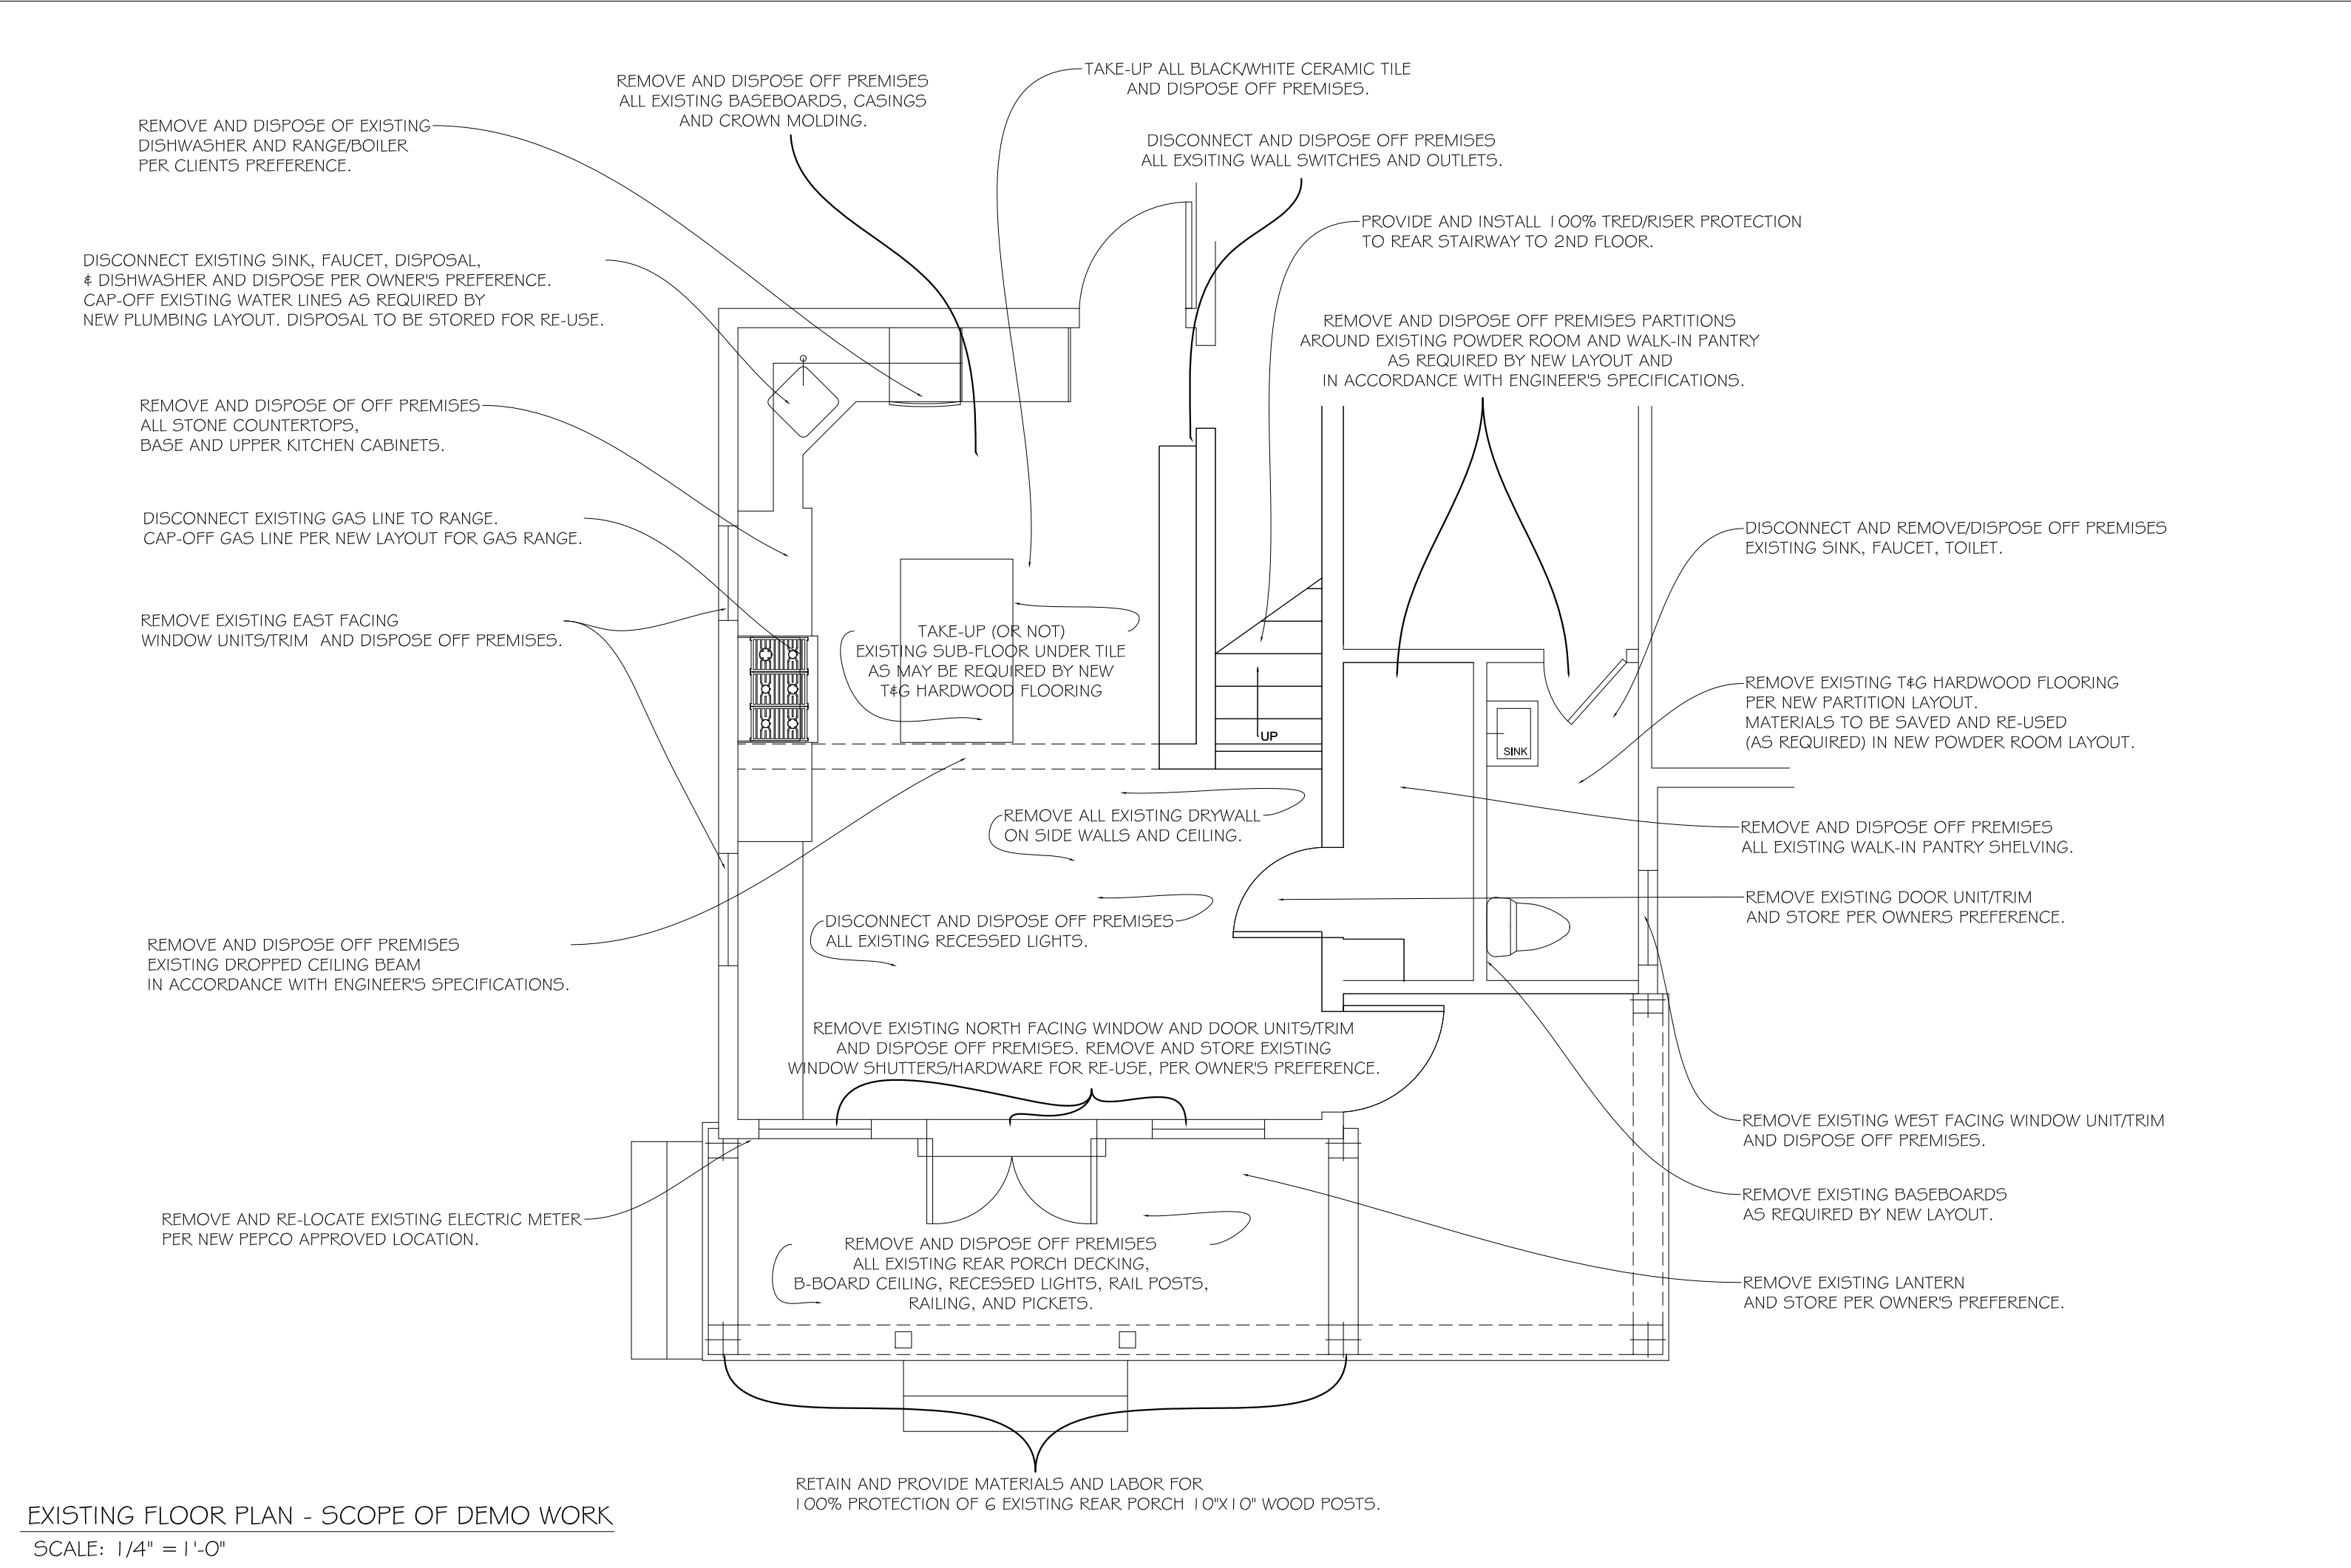 REMOVE AND DISPOSE OFF PREMISES
ALL EXISTING BASEBOARDS, CASINGS
AND CROWN MOLDING.
TAKE-UP ALL BLACK/WHITE CERAMIC TILE
AND DISPOSE OFF PREMISES.
REMOVE AND DISPOSE OF EXISTING
DISHWASHER AND RANGE/BOILER
PER CLIENTS PREFERENCE.
DISCONNECT AND DISPOSE OFF PREMISES
ALL EXSITING WALL SWITCHES AND OUTLETS.
PROVIDE AND INSTALL 100% TRED/RISER PROTECTION
TO REAR STAIRWAY TO 2ND FLOOR.
DISCONNECT EXISTING SINK, FAUCET, DISPOSAL,
& DISHWASHER AND DISPOSE PER OWNER'S PREFERENCE.
CAP-OFF EXISTING WATER LINES AS REQUIRED BY
NEW PLUMBING LAYOUT. DISPOSAL TO BE STORED FOR RE-USE.
REMOVE AND DISPOSE OFF PREMISES PARTITIONS
AROUND EXISTING POWDER ROOM AND WALK-IN PANTRY
AS REQUIRED BY NEW LAYOUT AND
IN ACCORDANCE WITH ENGINEER'S SPECIFICATIONS.
REMOVE AND DISPOSE OF OFF PREMISES
ALL STONE COUNTERTOPS,
BASE AND UPPER KITCHEN CABINETS.
DISCONNECT EXISTING GAS LINE TO RANGE.
CAP-OFF GAS LINE PER NEW LAYOUT FOR GAS RANGE.
DISCONNECT AND REMOVE/DISPOSE OFF PREMISES
EXISTING SINK, FAUCET, TOILET.
REMOVE EXISTING EAST FACING
WINDOW UNITS/TRIM AND DISPOSE OFF PREMISES.
TAKE-UP (OR NOT)
EXISTING SUB-FLOOR UNDER TILE
AS MAY BE REQUIRED BY NEW
T&G HARDWOOD FLOORING
REMOVE EXISTING T&G HARDWOOD FLOORING
PER NEW PARTITION LAYOUT.
MATERIALS TO BE SAVED AND RE-USED
(AS REQUIRED) IN NEW POWDER ROOM LAYOUT.
UP
SINK
REMOVE ALL EXISTING DRYWALL
ON SIDE WALLS AND CEILING.
REMOVE AND DISPOSE OFF PREMISES
ALL EXISTING WALK-IN PANTRY SHELVING.
REMOVE EXISTING DOOR UNIT/TRIM
AND STORE PER OWNERS PREFERENCE.
DISCONNECT AND DISPOSE OFF PREMISES
ALL EXISTING RECESSED LIGHTS.
REMOVE AND DISPOSE OFF PREMISES
EXISTING DROPPED CEILING BEAM
IN ACCORDANCE WITH ENGINEER'S SPECIFICATIONS.
REMOVE EXISTING NORTH FACING WINDOW AND DOOR UNITS/TRIM
AND DISPOSE OFF PREMISES. REMOVE AND STORE EXISTING
WINDOW SHUTTERS/HARDWARE FOR RE-USE, PER OWNER'S PREFERENCE.
REMOVE EXISTING WEST FACING WINDOW UNIT/TRIM
AND DISPOSE OFF PREMISES.
REMOVE EXISTING BASEBOARDS
AS REQUIRED BY NEW LAYOUT.
REMOVE AND RE-LOCATE EXISTING ELECTRIC METER
PER NEW PEPCO APPROVED LOCATION.
REMOVE AND DISPOSE OFF PREMISES
ALL EXISTING REAR PORCH DECKING,
B-BOARD CEILING, RECESSED LIGHTS, RAIL POSTS,
RAILING, AND PICKETS.
REMOVE EXISTING LANTERN
AND STORE PER OWNER'S PREFERENCE.
RETAIN AND PROVIDE MATERIALS AND LABOR FOR
100% PROTECTION OF 6 EXISTING REAR PORCH 10"X10" WOOD POSTS.
EXISTING FLOOR PLAN - SCOPE OF DEMO WORK
SCALE: 1/4" = 1'-0"